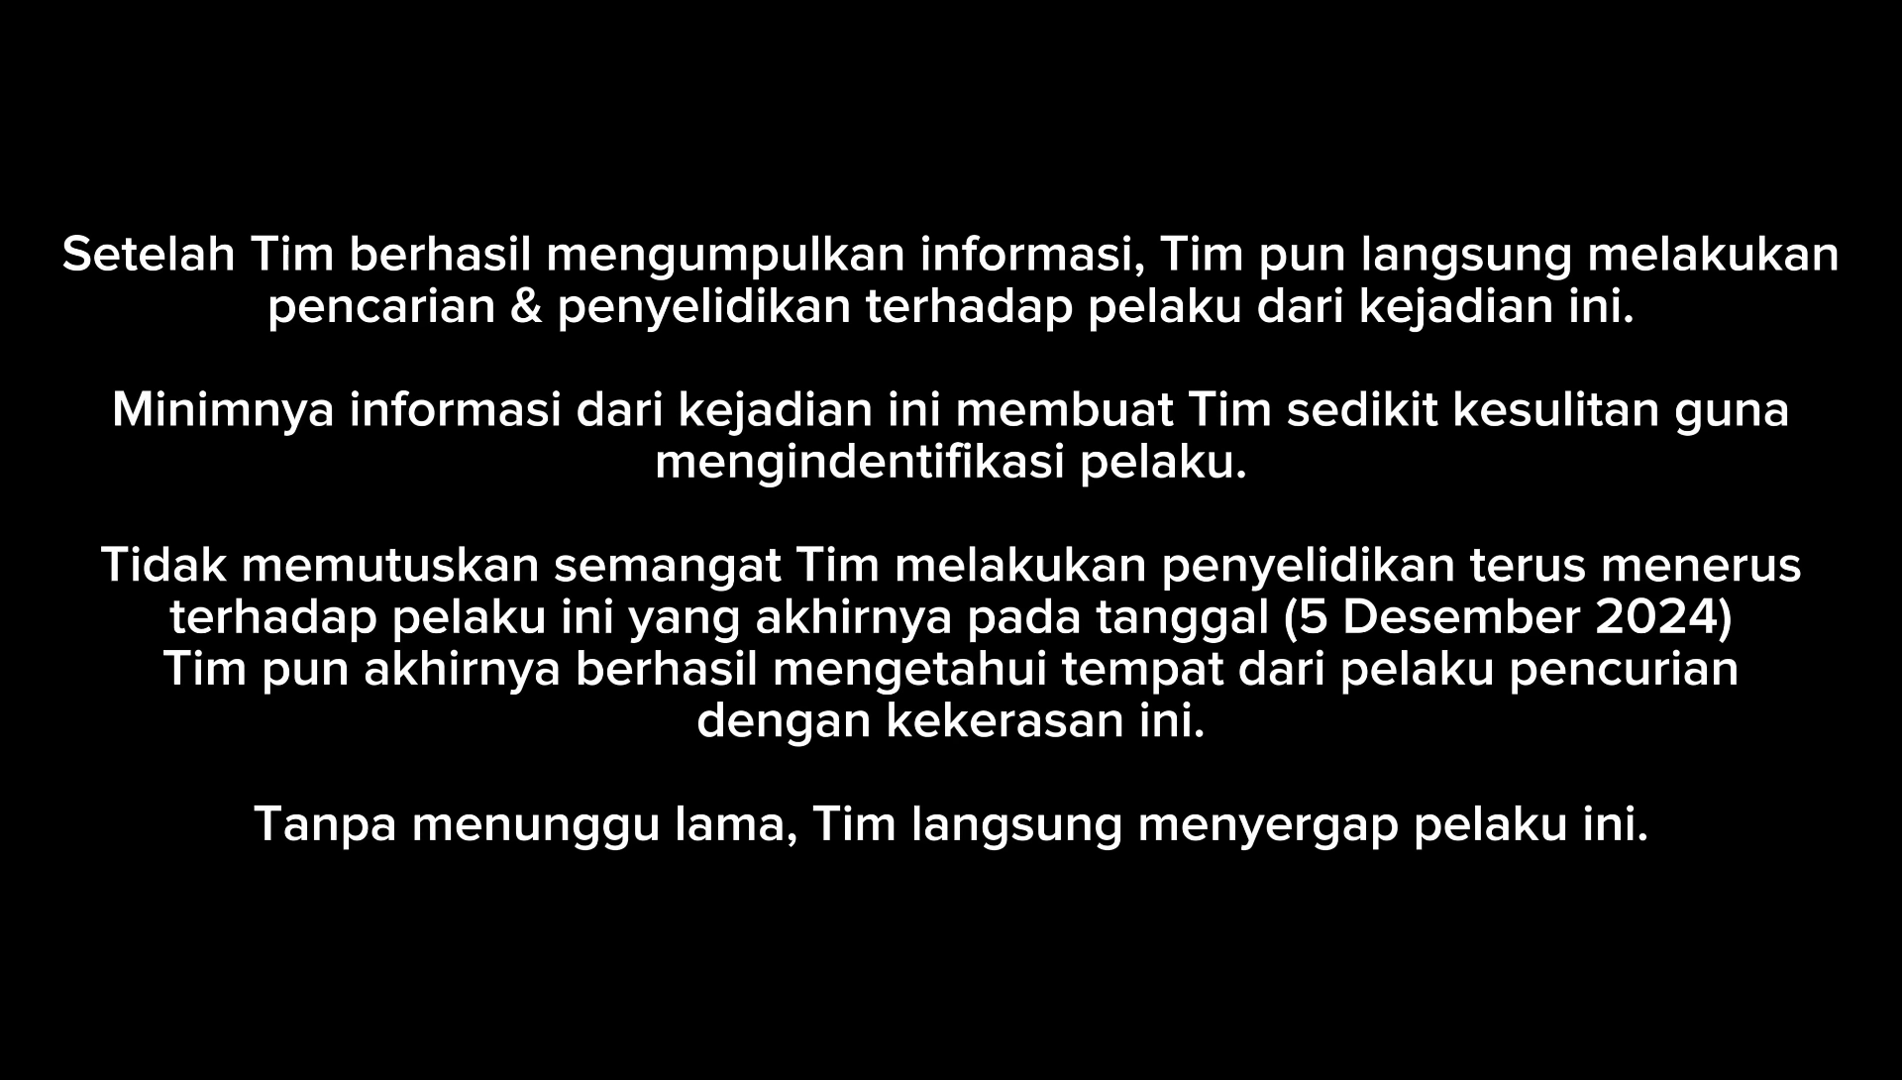 Setelah Tim berhasil mengumpulkan informasi, Tim pun langsung melakukan
pencarian & penyelidikan terhadap pelaku dari kejadian ini.
Minimnya informasi dari kejadian ini membuat Tim sedikit kesulitan guna
mengindentifikasi pelaku.
Tidak memutuskan semangat Tim melakukan penyelidikan terus menerus
terhadap pelaku ini yang akhirnya pada tanggal (5 Desember 2024)
Tim pun akhirnya berhasil mengetahui tempat dari pelaku pencurian
dengan kekerasan ini.
Tanpa menunggu lama, Tim langsung menyergap pelaku ini.